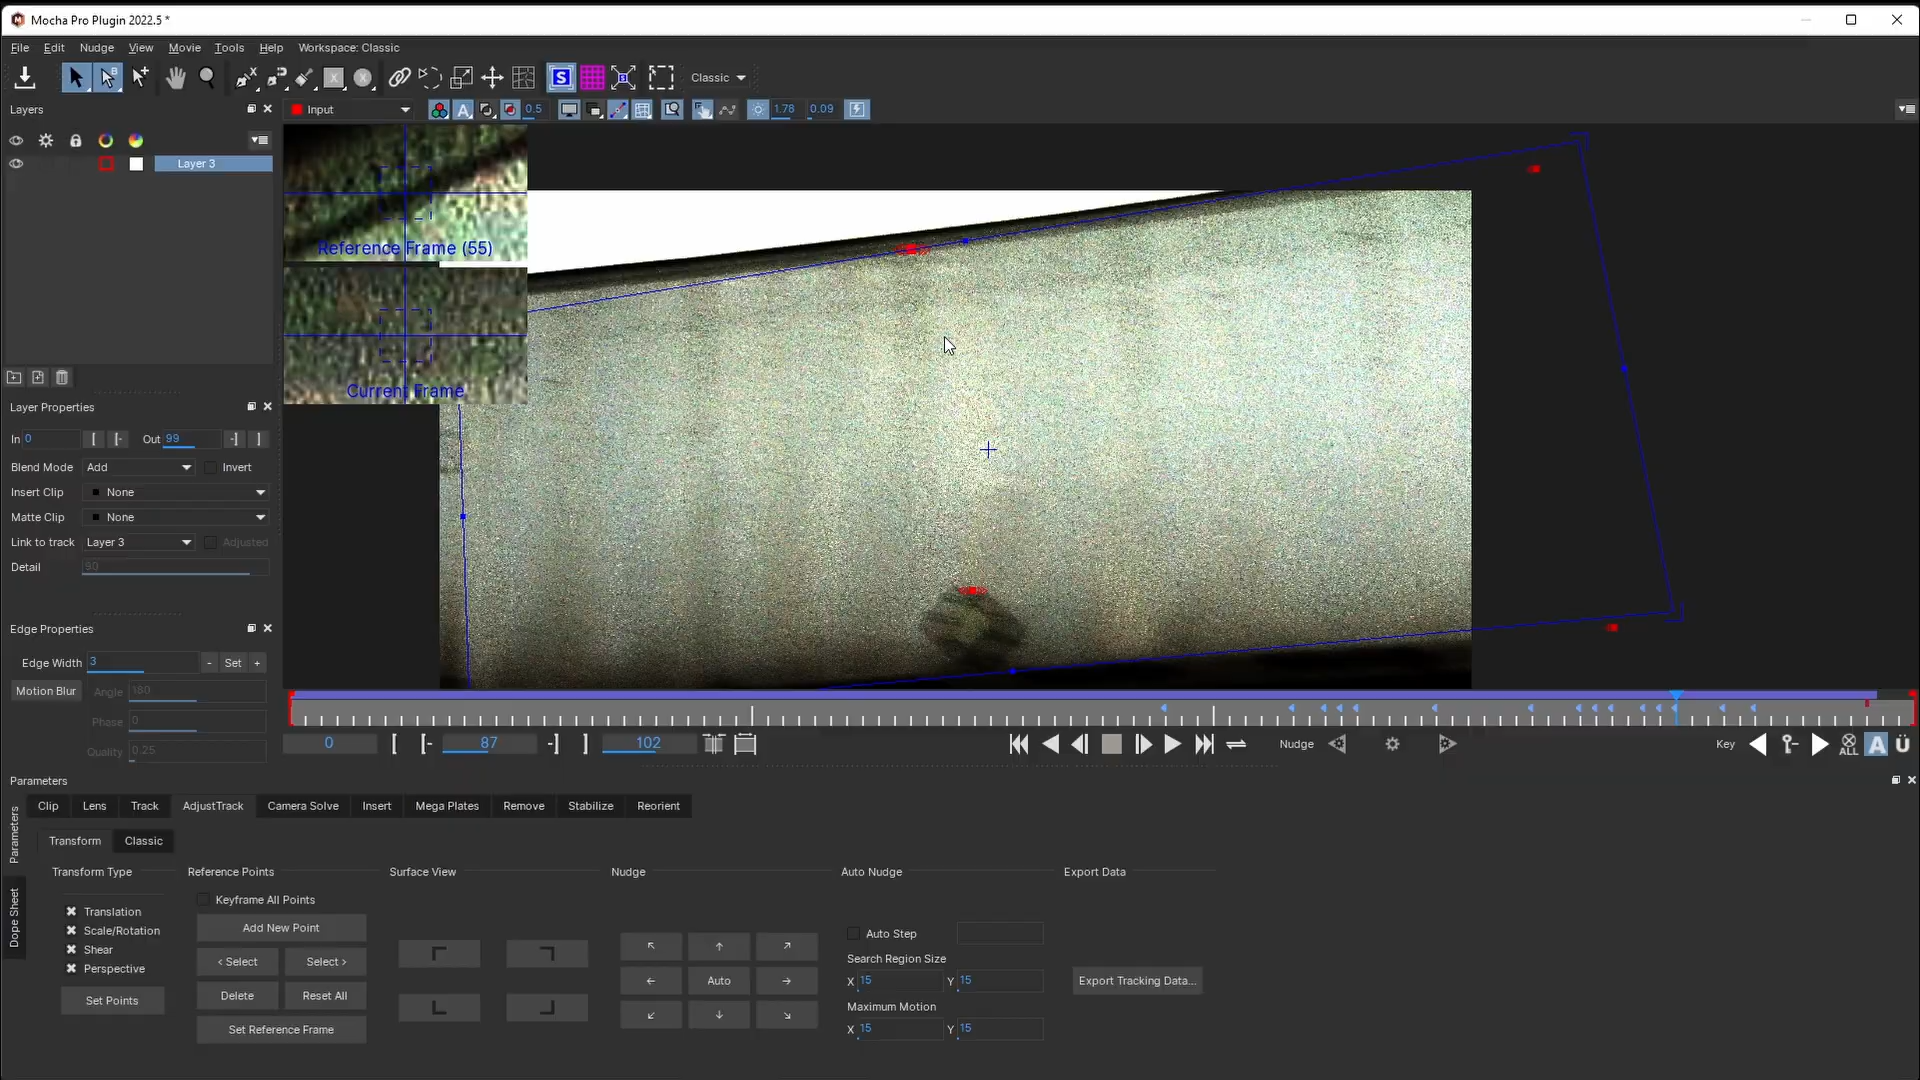 Mocha Pro Plugin 2022.5 *
File Edit Nudge View Movie Tools Help Workspace: Classic
Classic
Layers
Input
0.5
1.78 0.09
Layer 3
Reference Frame (55)
Current Frame
Layer Properties
In 0 Out 99
Blend Mode Add Invert
Insert Clip None
Matte Clip None
Link to track Layer 3 Adjusted
Detail 90
Edge Properties
Edge Width 3 - Set +
Motion Blur Angle 180
Phase 0
Quality 0.25
0 87 102
Nudge
Key
ALL
A
Parameters
Parameters
Dope Sheet
Clip Lens Track AdjustTrack Camera Solve Insert Mega Plates Remove Stabilize Reorient
Transform Classic
Transform Type Reference Points Surface View Nudge Auto Nudge Export Data
Keyframe All Points
Translation
Scale/Rotation
Shear
Perspective
Set Points
Add New Point
< Select Select >
Delete Reset All
Set Reference Frame
Auto
Auto Step
Search Region Size
X 15 Y 15
Maximum Motion
X 15 Y 15
Export Tracking Data...